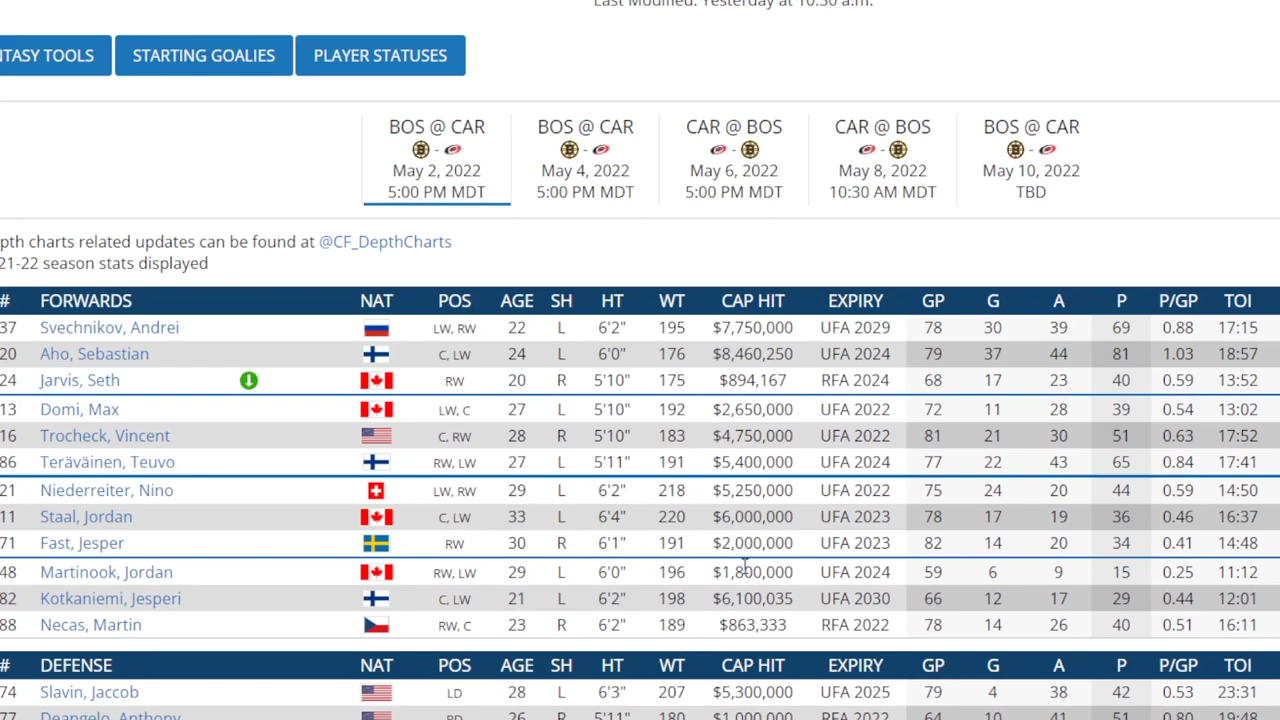 Last Modified: Yesterday at 10:30 a.m.
NTASY TOOLS STARTING GOALIES PLAYER STATUSES
BOS @ CAR BOS @ CAR CAR @ BOS CAR @ BOS BOS @ CAR
May 2, 2022 May 4, 2022 May 6, 2022 May 8, 2022 May 10, 2022
5:00 PM MDT 5:00 PM MDT 5:00 PM MDT 10:30 AM MDT TBD
pth charts related updates can be found at @CF_DepthCharts
21-22 season stats displayed
# FORWARDS NAT POS AGE SH HT WT CAP HIT EXPIRY GP G A P P/GP TOI
37 Svechnikov, Andrei LW, RW 22 L 6'2" 195 $7,750,000 UFA 2029 78 30 39 69 0.88 17:15
20 Aho, Sebastian C, LW 24 L 6'0" 176 $8,460,250 UFA 2024 79 37 44 81 1.03 18:57
24 Jarvis, Seth RW 20 R 5'10" 175 $894,167 RFA 2024 68 17 23 40 0.59 13:52
13 Domi, Max LW, C 27 L 5'10" 192 $2,650,000 UFA 2022 72 11 28 39 0.54 13:02
16 Trocheck, Vincent C, RW 28 R 5'10" 183 $4,750,000 UFA 2022 81 21 30 51 0.63 17:52
86 Teräväinen, Teuvo RW, LW 27 L 5'11" 191 $5,400,000 UFA 2024 77 22 43 65 0.84 17:41
21 Niederreiter, Nino LW, RW 29 L 6'2" 218 $5,250,000 UFA 2022 75 24 20 44 0.59 14:50
11 Staal, Jordan C, LW 33 L 6'4" 220 $6,000,000 UFA 2023 78 17 19 36 0.46 16:37
71 Fast, Jesper RW 30 R 6'1" 191 $2,000,000 UFA 2023 82 14 20 34 0.41 14:48
48 Martinook, Jordan RW, LW 29 L 6'0" 196 $1,800,000 UFA 2024 59 6 9 15 0.25 11:12
82 Kotkaniemi, Jesperi C, LW 21 L 6'2" 198 $6,100,035 UFA 2030 66 12 17 29 0.44 12:01
88 Necas, Martin RW, C 23 R 6'2" 189 $863,333 RFA 2022 78 14 26 40 0.51 16:11
# DEFENSE NAT POS AGE SH HT WT CAP HIT EXPIRY GP G A P P/GP TOI
74 Slavin, Jaccob LD 28 L 6'3" 207 $5,300,000 UFA 2025 79 4 38 42 0.53 23:31
77 Deangelo, Anthony RD 26 R 5'11" 180 $1,000,000 RFA 2022 64 10 41 51 0.80 19:48